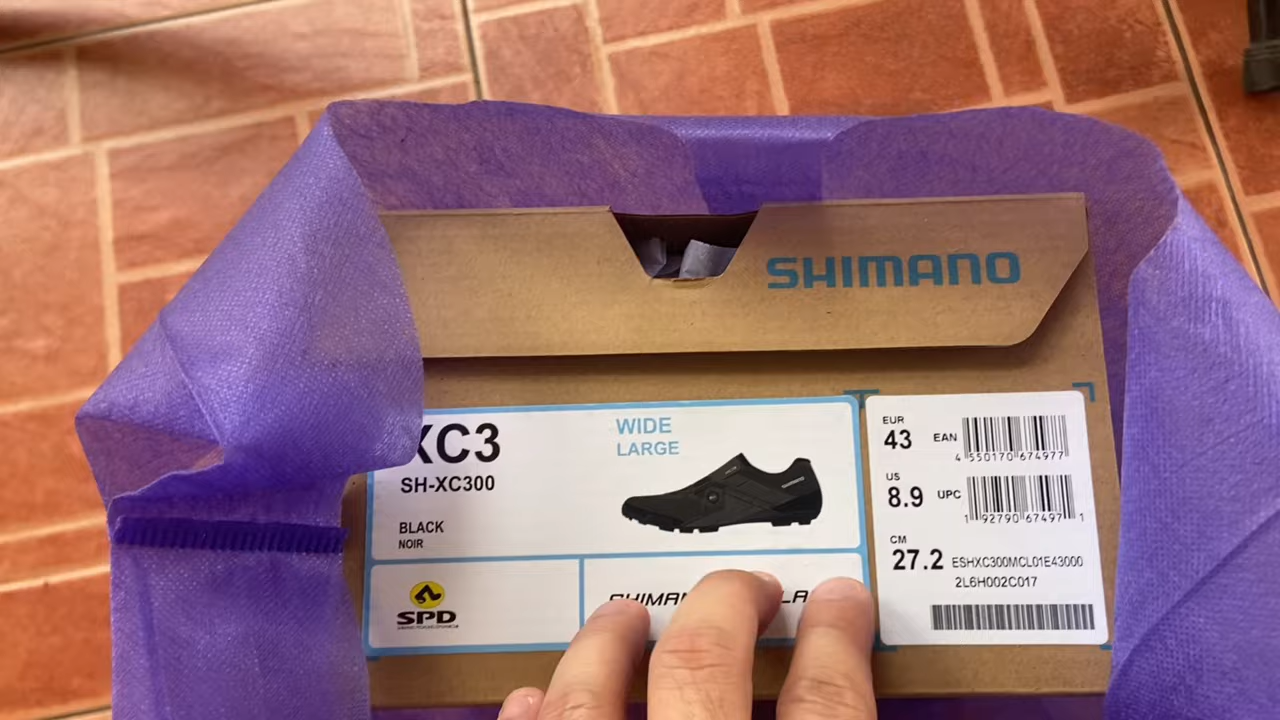 SHIMANO
XC3
SH-XC300
BLACK
NOIR
WIDE
LARGE
SPD
EUR
43
EAN
4 550170 674977
US
8.9
UPC
1 92790 67497 1
CM
27.2
ESHXC300MCL01E43000
2L6H002C017